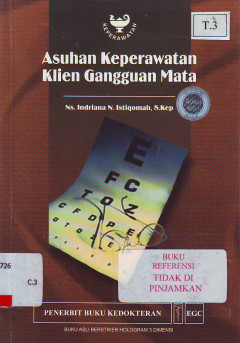 KEPERAWATAN
T.3
Asuhan Keperawatan
Klien Gangguan Mata
Ns. Indriana N. Istiqomah, S.Kep
E
F C
T O Z
726
C.3
BUKU
REFERENSI
TIDAK DI
PINJAMKAN
PENERBIT BUKU KEDOKTERAN
EGC
BUKU ASLI BERSTIKER HOLOGRAM 3 DIMENSI